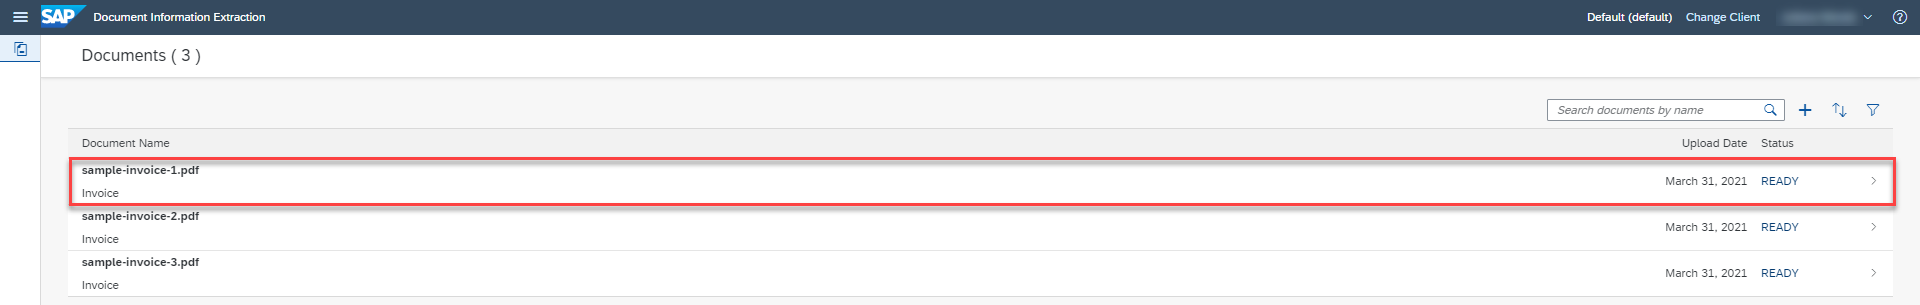 SAP Document Information Extraction Default (default) Change Client
Documents ( 3 )
Search documents by name
Document Name Upload Date Status
sample-invoice-1.pdf
Invoice March 31, 2021 READY
sample-invoice-2.pdf
Invoice March 31, 2021 READY
sample-invoice-3.pdf
Invoice March 31, 2021 READY